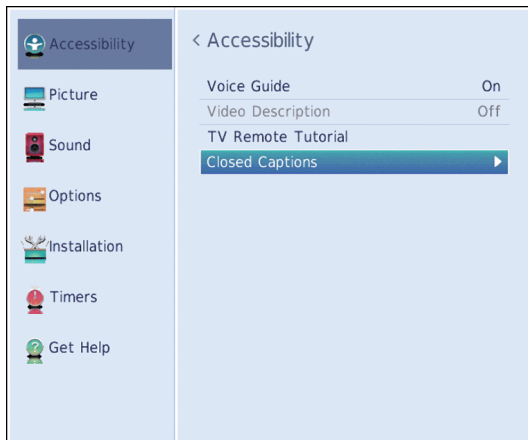 Accessibility
Picture
Sound
Options
Installation
Timers
Get Help
< Accessibility
Voice Guide On
Video Description Off
TV Remote Tutorial
Closed Captions